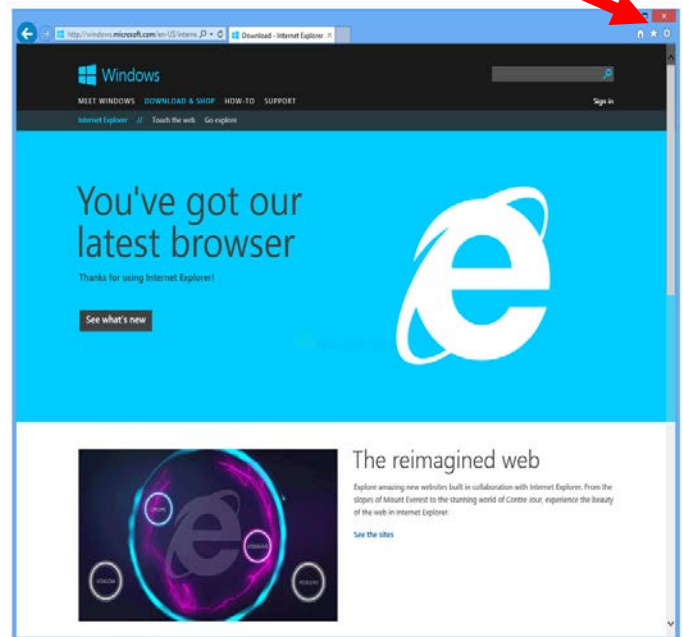 http://windows.microsoft.com/en-US/interne
Download - Internet Explorer
Windows
MEET WINDOWS DOWNLOAD & SHOP HOW-TO SUPPORT
Sign in
Internet Explorer // Touch the web Go explore
You've got our
latest browser
Thanks for using Internet Explorer!
See what's new
The reimagined web
Explore amazing new websites built in collaboration with Internet Explorer. From the
slopes of Mount Everest to the stunning world of Contre Jour, experience the beauty
of the web in Internet Explorer.
See the sites